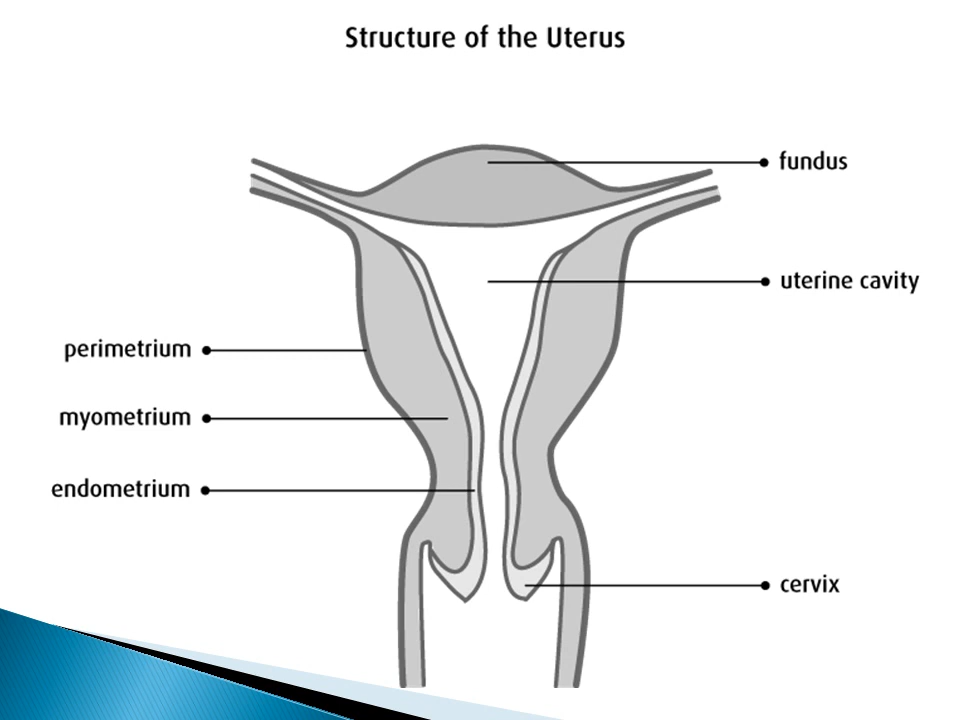 Structure of the Uterus
fundus
uterine cavity
perimetrium
myometrium
endometrium
cervix